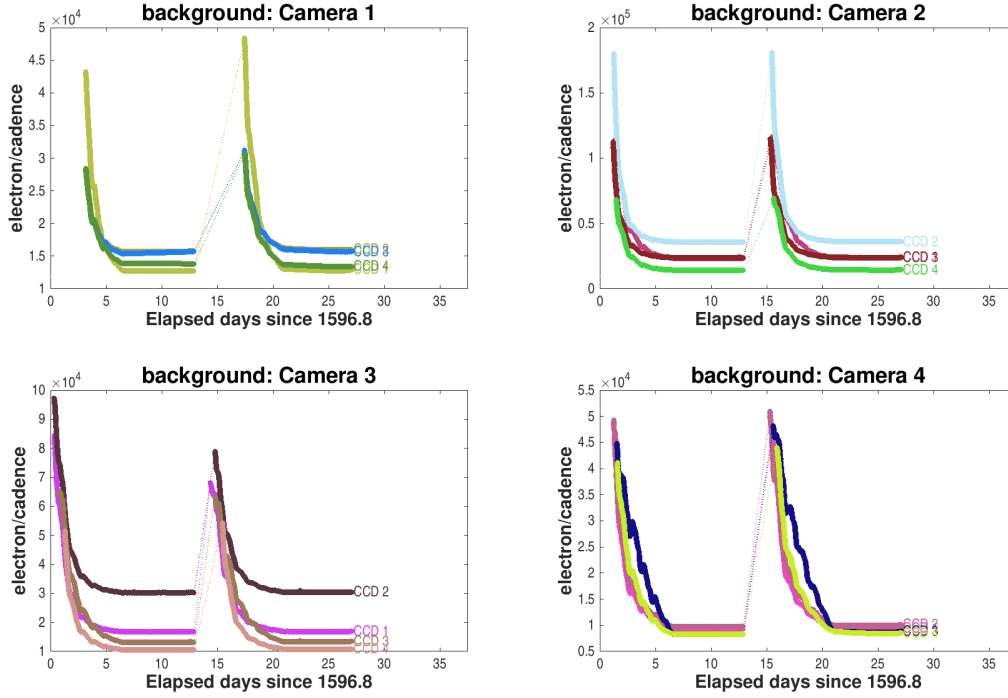 background: Camera 1
×10⁴
electron/cadence
5
4.5
4
3.5
3
2.5
2
1.5
1
CCD 4
0 5 10 15 20 25 30 35
Elapsed days since 1596.8
background: Camera 2
×10⁵
electron/cadence
2
1.5
1
0.5
0
CCD 2
CCD 3
CCD 4
0 5 10 15 20 25 30 35
Elapsed days since 1596.8
background: Camera 3
×10⁴
electron/cadence
10
9
8
7
6
5
4
3
2
1
CCD 2
CCD 1
CCD 3
0 5 10 15 20 25 30 35
Elapsed days since 1596.8
background: Camera 4
×10⁴
electron/cadence
5.5
5
4.5
4
3.5
3
2.5
2
1.5
1
0.5
CCD 2
0 5 10 15 20 25 30 35
Elapsed days since 1596.8